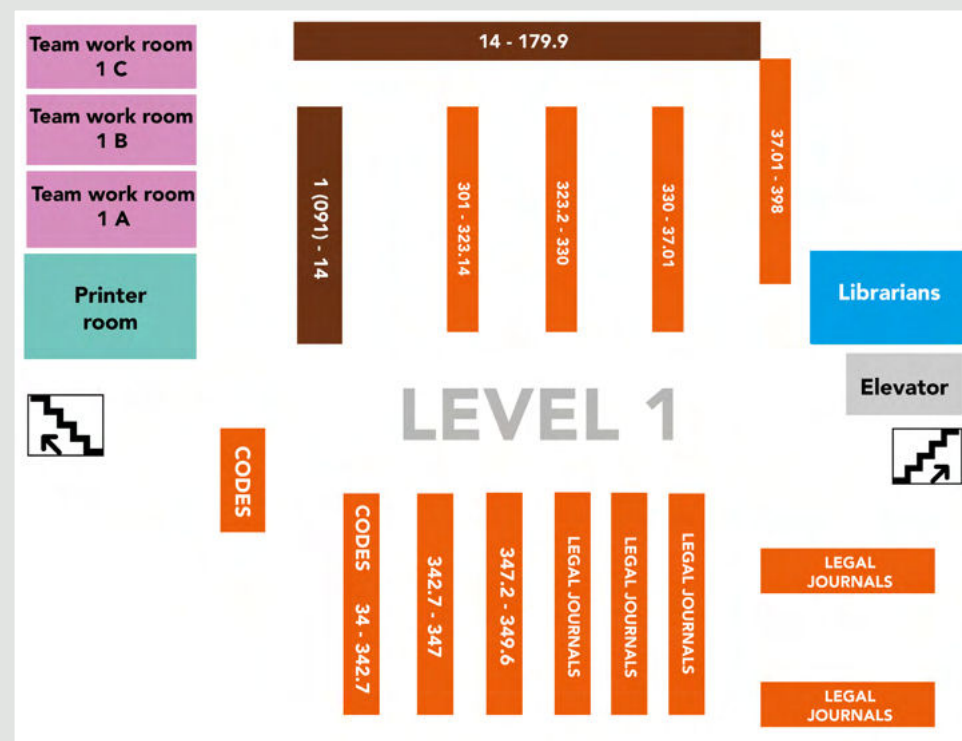 Team work room
1 C
Team work room
1 B
Team work room
1 A
Printer
room
14 - 179.9
1 (091) - 14
301 - 323.14
323.2 - 330
330 - 37.01
37.01 - 398
Librarians
Elevator
LEVEL 1
CODES
CODES 34 - 342.7
342.7 - 347
347.2 - 349.6
LEGAL JOURNALS
LEGAL JOURNALS
LEGAL JOURNALS
LEGAL
JOURNALS
LEGAL
JOURNALS